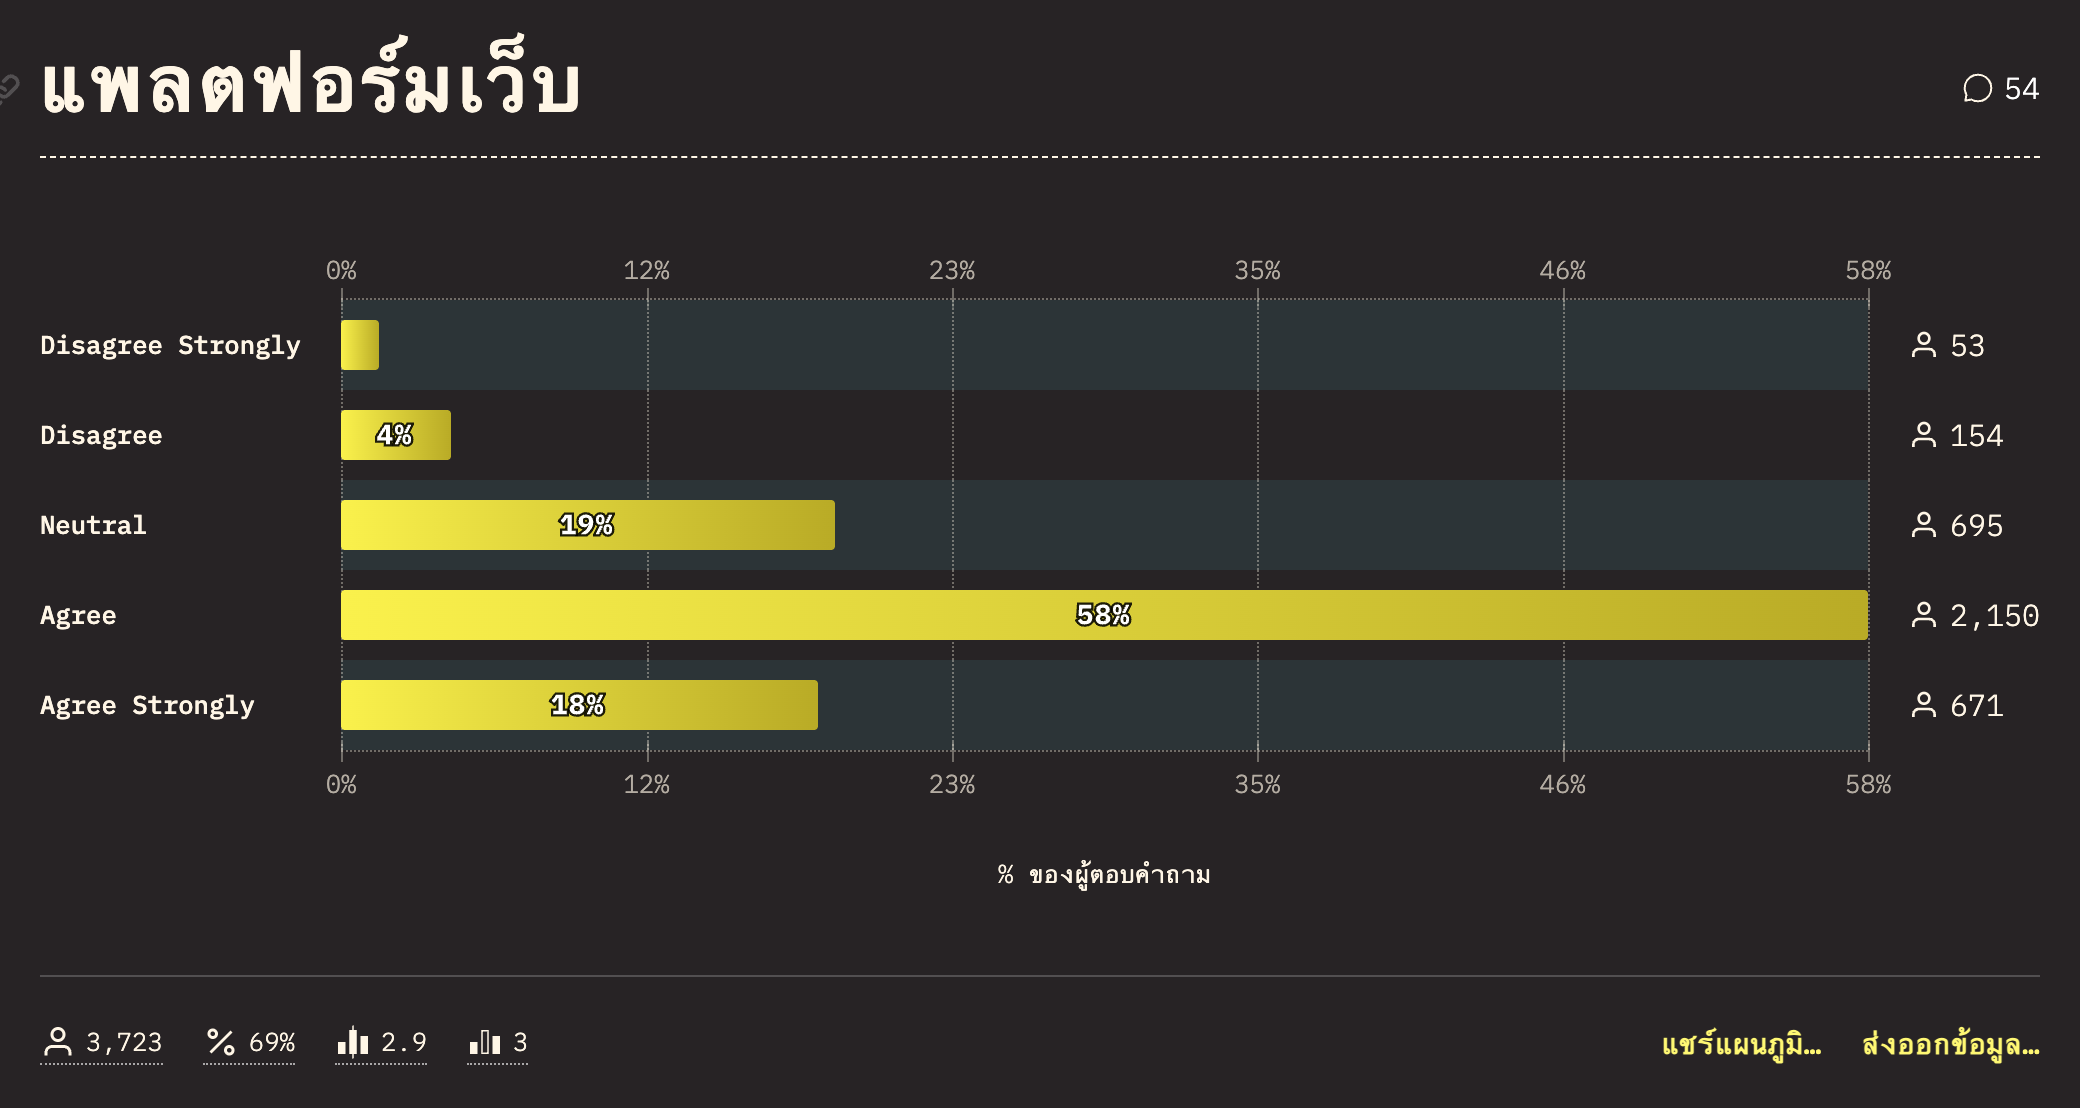 แพลตฟอร์มเว็บ
54
0% 12% 23% 35% 46% 58%
Disagree Strongly 53
Disagree 4% 154
Neutral 19% 695
Agree 58% 2,150
Agree Strongly 18% 671
0% 12% 23% 35% 46% 58%
% ของผู้ตอบคำถาม
3,723 69% 2.9 3 แชร์แผนภูมิ… ส่งออกข้อมูล…